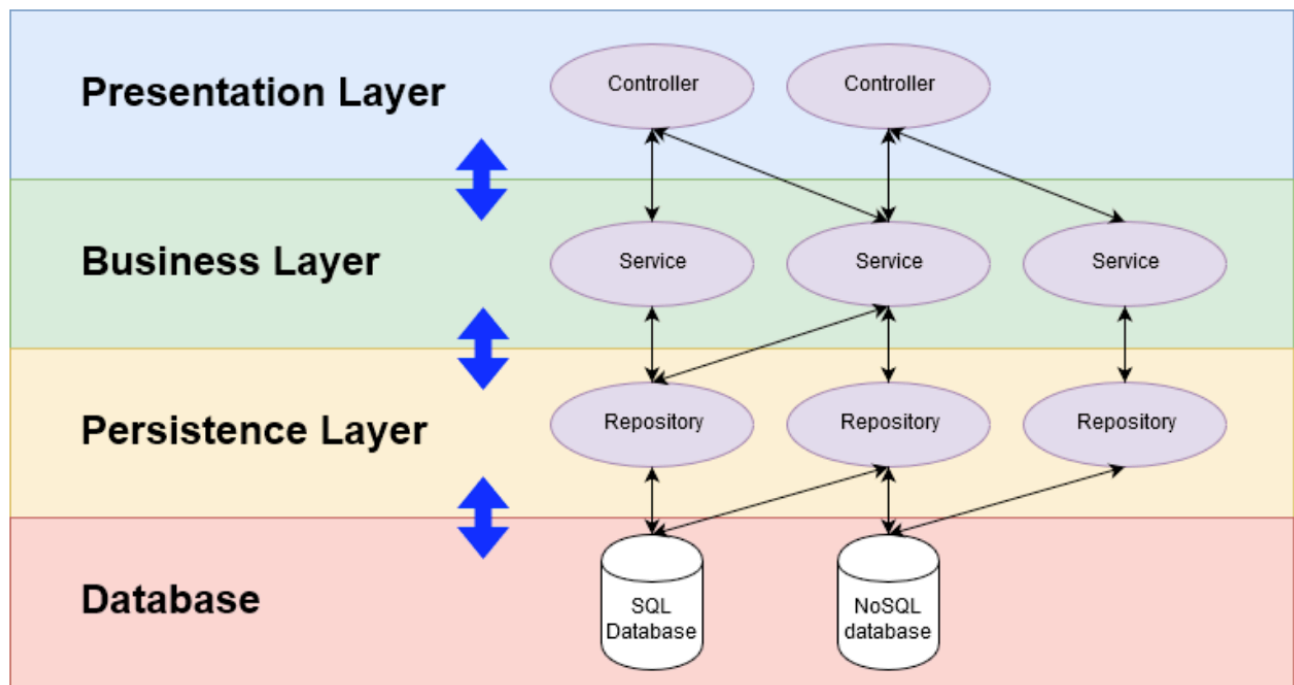 Presentation Layer
Controller
Controller
Business Layer
Service
Service
Service
Persistence Layer
Repository
Repository
Repository
Database
SQL
Database
NoSQL
database